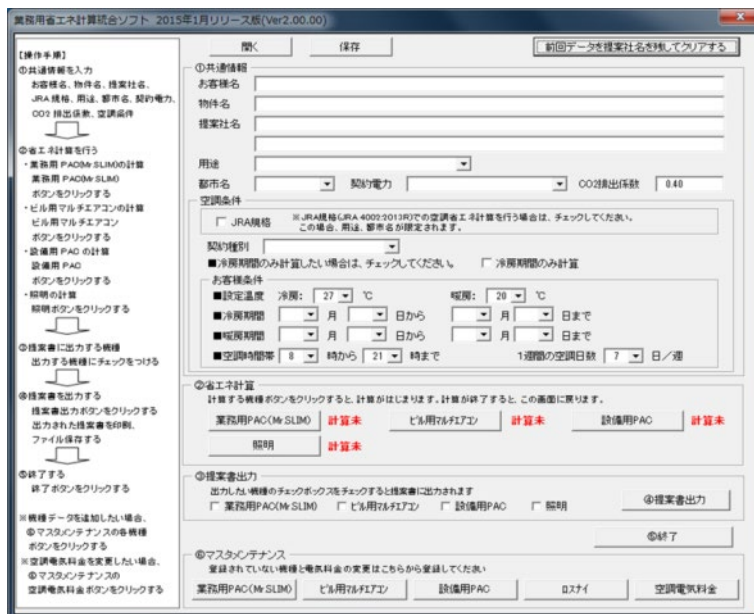 業務用省エネ計算統合ソフト 2015年1月リリース版(Ver2.00.00)
【操作手順】
①共通情報を入力
お客様名、物件名、提案社名、
JRA規格、用途、都市名、契約電力、
CO2排出係数、空調条件
②省エネ計算を行う
・業務用PAC(Mr.SLIM)の計算
業務用 PAC(Mr.SLIM)
ボタンをクリックする
・ビル用マルチエアコンの計算
ビル用マルチエアコン
ボタンをクリックする
・設備用 PAC の計算
設備用 PAC
ボタンをクリックする
・照明の計算
照明ボタンをクリックする
③提案書に出力する機種
出力する機種にチェックをつける
④提案書を出力する
提案書出力ボタンをクリックする
出力された提案書を印刷、
ファイル保存する
⑤終了する
終了ボタンをクリックする
※機種データを追加したい場合、
⑥マスタメンテナンスの各機種
ボタンをクリックする
※空調電気料金を変更したい場合、
⑥マスタメンテナンスの
空調電気料金ボタンをクリックする
開く 保存 前回データを提案社名を残してクリアする
①共通情報
お客様名
物件名
提案社名
用途
都市名 契約電力 CO2排出係数 0.40
空調条件
JRA規格 ※JRA規格(JRA 4002:2013R)での空調省エネ計算を行う場合は、チェックしてください。
この場合、用途、都市名が限定されます。
契約種別
■冷房期間のみ計算したい場合は、チェックしてください。 冷房期間のみ計算
お客様条件
■設定温度 冷房: 27 ℃ 暖房: 20 ℃
■冷房期間 月 日から 月 日まで
■暖房期間 月 日から 月 日まで
■空調時間帯 8 時から 21 時まで 1週間の空調日数 7 日/週
②省エネ計算
計算する機種ボタンをクリックすると、計算がはじまります。計算が終了すると、この画面に戻ります。
業務用PAC(Mr.SLIM) 計算未 ビル用マルチエアコン 計算未 設備用PAC 計算未
照明 計算未
③提案書出力
出力したい機種のチェックボックスをチェックすると提案書に出力されます
業務用PAC(Mr.SLIM) ビル用マルチエアコン 設備用PAC 照明 ④提案書出力
⑤終了
⑥マスタメンテナンス
登録されていない機種と電気料金の変更はこちらから登録してください
業務用PAC(Mr.SLIM) ビル用マルチエアコン 設備用PAC ロスナイ 空調電気料金